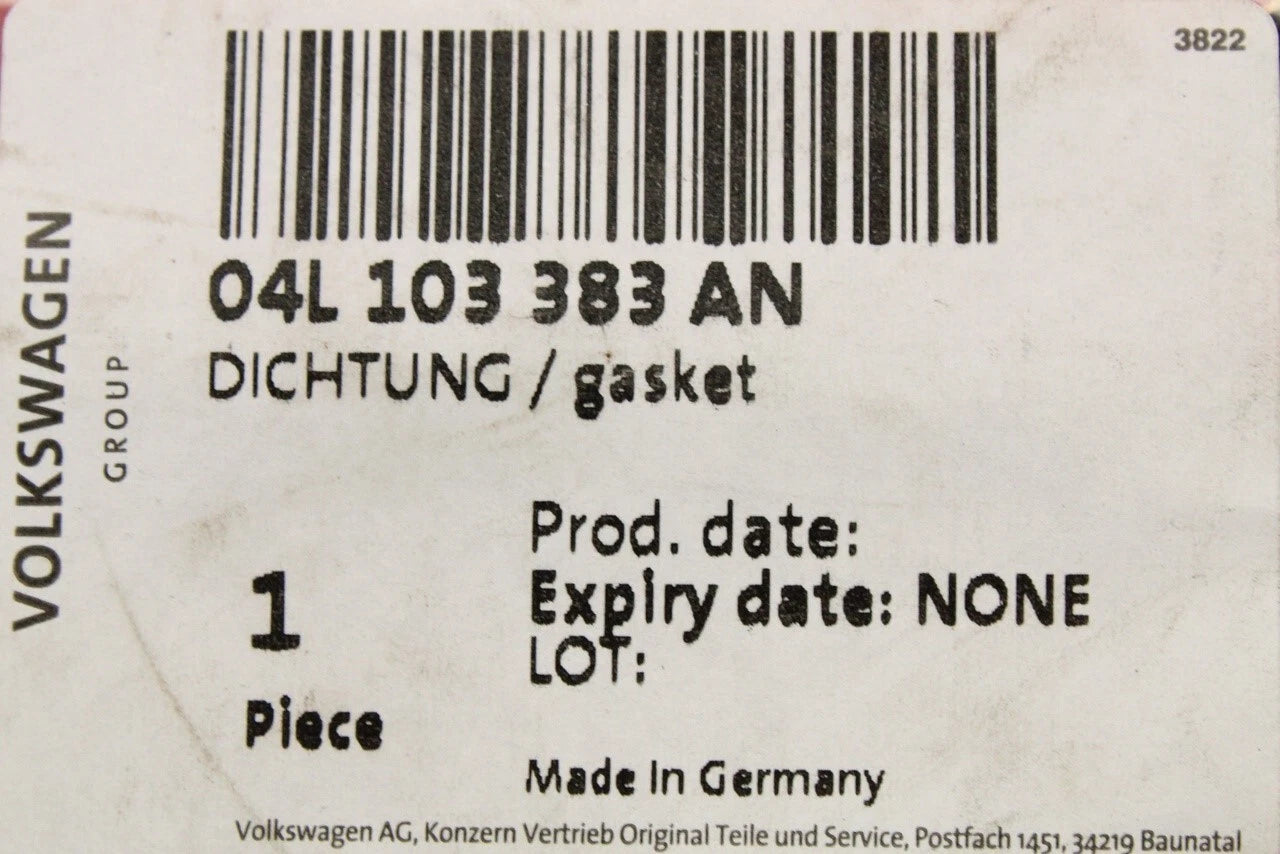 3822
04L 103 383 AN
DICHTUNG / gasket
VOLKSWAGEN
GROUP
Prod. date:
Expiry date: NONE
LOT:
1
Piece
Made In Germany
Volkswagen AG, Konzern Vertrieb Original Teile und Service, Postfach 1451, 34219 Baunatal